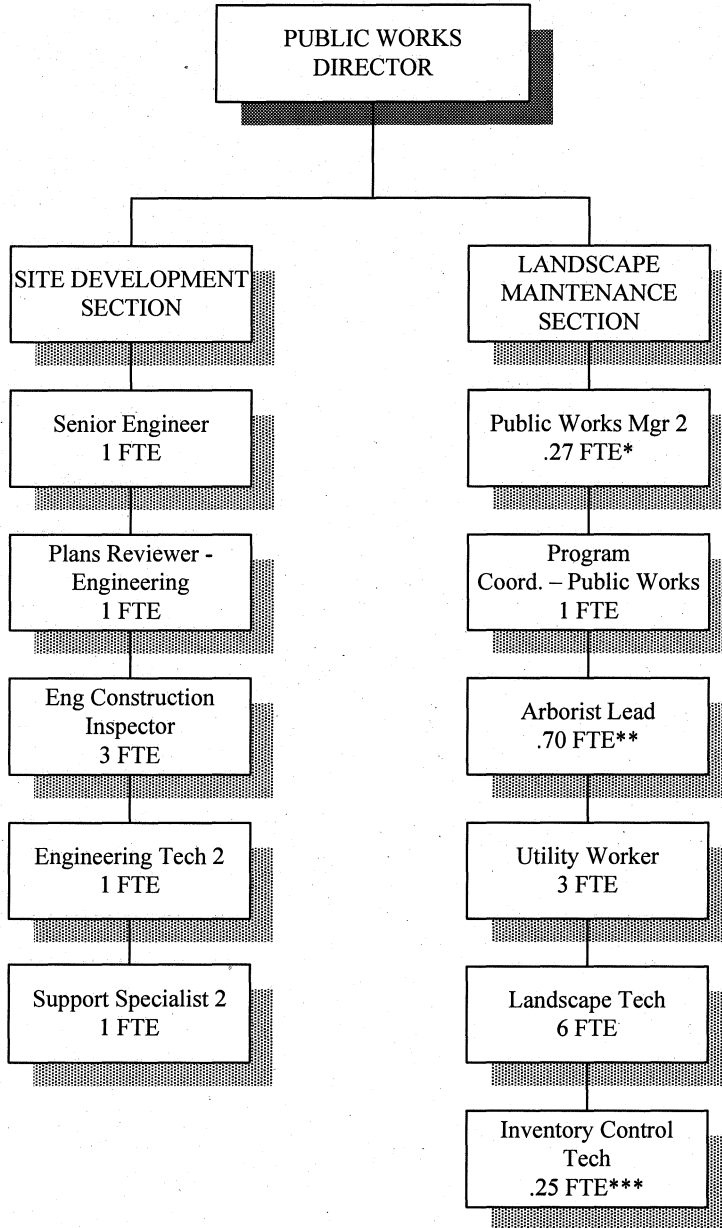 PUBLIC WORKS
DIRECTOR
SITE DEVELOPMENT
SECTION
Senior Engineer
1 FTE
Plans Reviewer -
Engineering
1 FTE
Eng Construction
Inspector
3 FTE
Engineering Tech 2
1 FTE
Support Specialist 2
1 FTE
LANDSCAPE
MAINTENANCE
SECTION
Public Works Mgr 2
.27 FTE*
Program
Coord. – Public Works
1 FTE
Arborist Lead
.70 FTE**
Utility Worker
3 FTE
Landscape Tech
6 FTE
Inventory Control
Tech
.25 FTE***